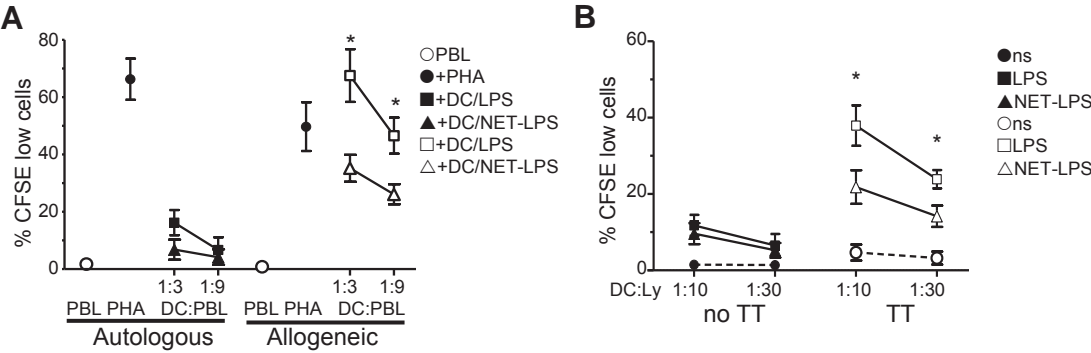 A
% CFSE low cells
80
60
40
20
0
*
*
PBL
+PHA
+DC/LPS
+DC/NET-LPS
+DC/LPS
+DC/NET-LPS
1:3 1:9 1:3 1:9
PBL PHA DC:PBL PBL PHA DC:PBL
Autologous Allogeneic
B
% CFSE low cells
60
40
20
0
*
*
ns
LPS
NET-LPS
ns
LPS
NET-LPS
DC:Ly 1:10 1:30 1:10 1:30
no TT TT